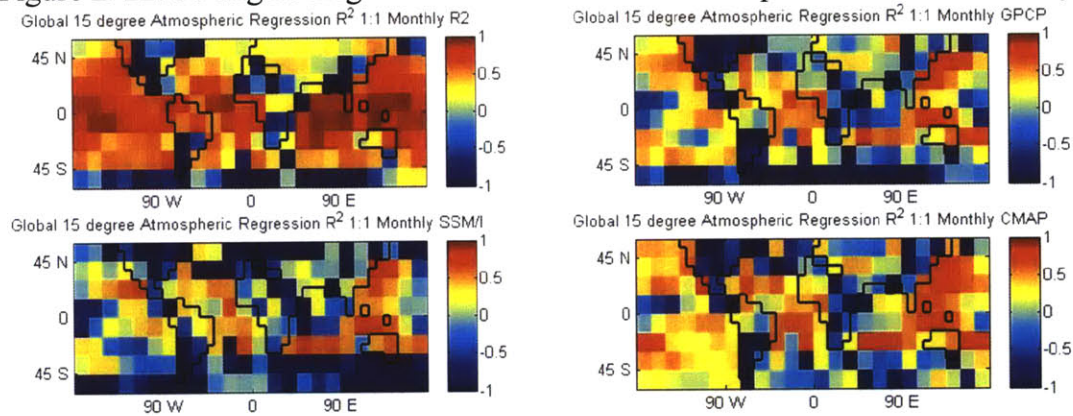 Global 15 degree Atmospheric Regression R² 1:1 Monthly R2
45 N
0
45 S
90 W 0 90 E
1
0.5
0
-0.5
-1
Global 15 degree Atmospheric Regression R² 1:1 Monthly GPCP
45 N
0
45 S
90 W 0 90 E
1
0.5
0
-0.5
-1
Global 15 degree Atmospheric Regression R² 1:1 Monthly SSM/I
45 N
0
45 S
90 W 0 90 E
1
0.5
0
-0.5
-1
Global 15 degree Atmospheric Regression R² 1:1 Monthly CMAP
45 N
0
45 S
90 W 0 90 E
1
0.5
0
-0.5
-1